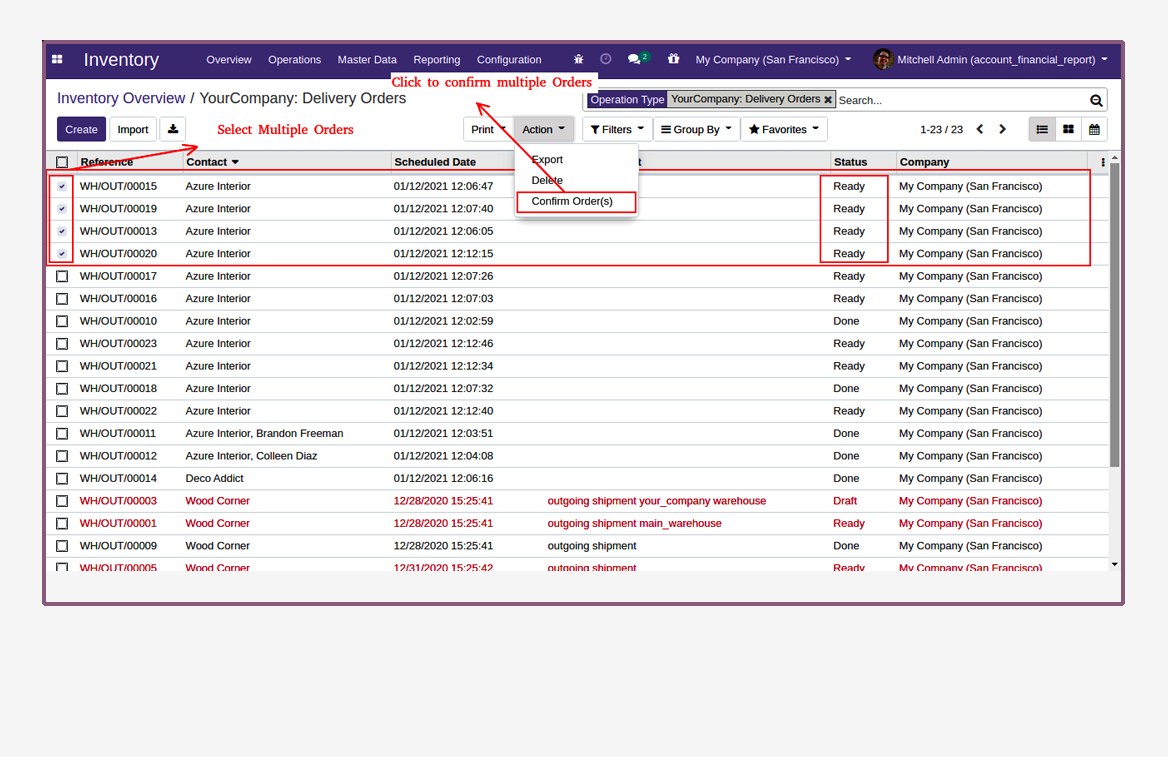 Inventory Overview Operations Master Data Reporting Configuration 2 My Company (San Francisco) Mitchell Admin (account_financial_report)
Click to confirm multiple Orders
Inventory Overview / YourCompany: Delivery Orders Operation Type YourCompany: Delivery Orders Search...
Create Import Select Multiple Orders Print Action Filters Group By Favorites 1-23 / 23
Export
Delete
Confirm Order(s)
Reference Contact Scheduled Date Status Company
WH/OUT/00015 Azure Interior 01/12/2021 12:06:47 Ready My Company (San Francisco)
WH/OUT/00019 Azure Interior 01/12/2021 12:07:40 Ready My Company (San Francisco)
WH/OUT/00013 Azure Interior 01/12/2021 12:06:05 Ready My Company (San Francisco)
WH/OUT/00020 Azure Interior 01/12/2021 12:12:15 Ready My Company (San Francisco)
WH/OUT/00017 Azure Interior 01/12/2021 12:07:26 Ready My Company (San Francisco)
WH/OUT/00016 Azure Interior 01/12/2021 12:07:03 Ready My Company (San Francisco)
WH/OUT/00010 Azure Interior 01/12/2021 12:02:59 Done My Company (San Francisco)
WH/OUT/00023 Azure Interior 01/12/2021 12:12:46 Ready My Company (San Francisco)
WH/OUT/00021 Azure Interior 01/12/2021 12:12:34 Ready My Company (San Francisco)
WH/OUT/00018 Azure Interior 01/12/2021 12:07:32 Done My Company (San Francisco)
WH/OUT/00022 Azure Interior 01/12/2021 12:12:40 Ready My Company (San Francisco)
WH/OUT/00011 Azure Interior, Brandon Freeman 01/12/2021 12:03:51 Done My Company (San Francisco)
WH/OUT/00012 Azure Interior, Colleen Diaz 01/12/2021 12:04:08 Done My Company (San Francisco)
WH/OUT/00014 Deco Addict 01/12/2021 12:06:16 Done My Company (San Francisco)
WH/OUT/00003 Wood Corner 12/28/2020 15:25:41 outgoing shipment your_company warehouse Draft My Company (San Francisco)
WH/OUT/00001 Wood Corner 12/28/2020 15:25:41 outgoing shipment main_warehouse Ready My Company (San Francisco)
WH/OUT/00009 Wood Corner 12/28/2020 15:25:41 outgoing shipment Done My Company (San Francisco)
WH/OUT/00005 Wood Corner 12/31/2020 15:25:42 outgoing shipment Ready My Company (San Francisco)